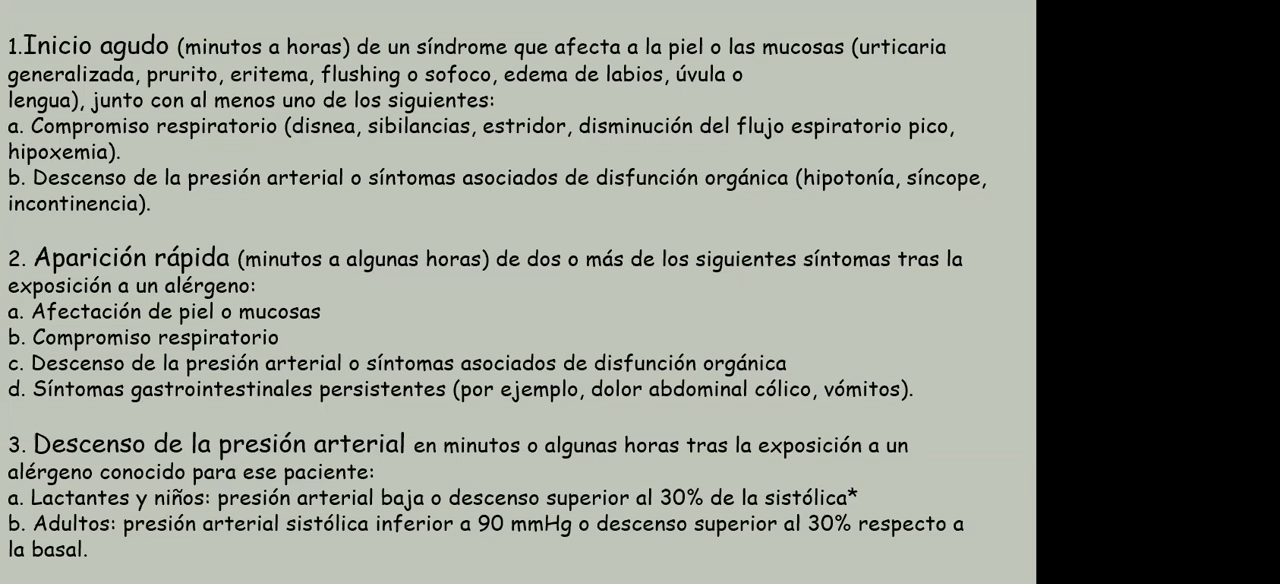 1.Inicio agudo (minutos a horas) de un síndrome que afecta a la piel o las mucosas (urticaria
generalizada, prurito, eritema, flushing o sofoco, edema de labios, úvula o
lengua), junto con al menos uno de los siguientes:
a. Compromiso respiratorio (disnea, sibilancias, estridor, disminución del flujo espiratorio pico,
hipoxemia).
b. Descenso de la presión arterial o síntomas asociados de disfunción orgánica (hipotonía, síncope,
incontinencia).
2. Aparición rápida (minutos a algunas horas) de dos o más de los siguientes síntomas tras la
exposición a un alérgeno:
a. Afectación de piel o mucosas
b. Compromiso respiratorio
c. Descenso de la presión arterial o síntomas asociados de disfunción orgánica
d. Síntomas gastrointestinales persistentes (por ejemplo, dolor abdominal cólico, vómitos).
3. Descenso de la presión arterial en minutos o algunas horas tras la exposición a un
alérgeno conocido para ese paciente:
a. Lactantes y niños: presión arterial baja o descenso superior al 30% de la sistólica*
b. Adultos: presión arterial sistólica inferior a 90 mmHg o descenso superior al 30% respecto a
la basal.